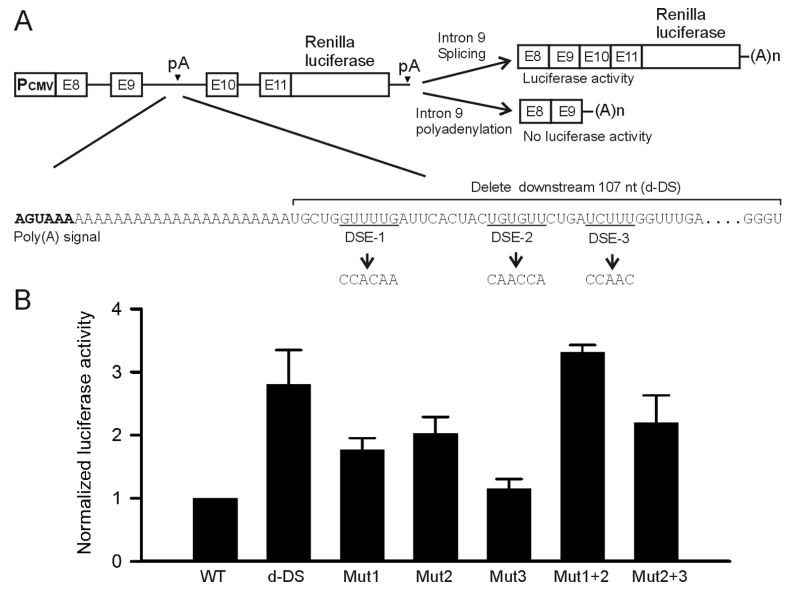 A
PCMV
E8
E9
pA
E10
E11
Renilla
luciferase
pA
Intron 9
Splicing
Intron 9
polyadenylation
Renilla
luciferase
E8 E9 E10 E11 (A)n
Luciferase activity
E8 E9 (A)n
No luciferase activity
Delete downstream 107 nt (d-DS)
AGUAAAAAAAAAAAAAAAAAAAAAAAAAUGCUGGUUUUGAUUCACUACUGUGUUCUGAUCUUUGGUUUGA....GGGU
Poly(A) signal
DSE-1
DSE-2
DSE-3
CCACAA
CAACCA
CCAAC
B
Normalized luciferase activity
4
3
2
1
0
WT
d-DS
Mut1
Mut2
Mut3
Mut1+2
Mut2+3